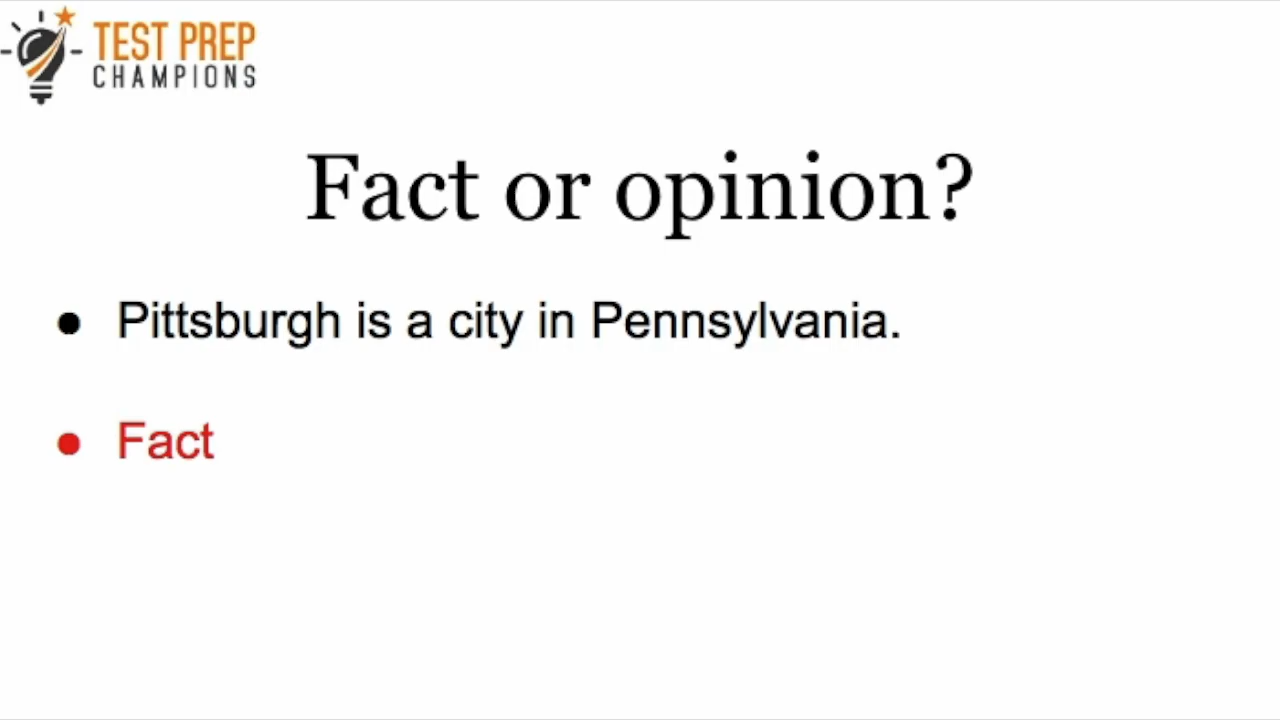 TEST PREP
CHAMPIONS
Fact or opinion?
● Pittsburgh is a city in Pennsylvania.
● Fact